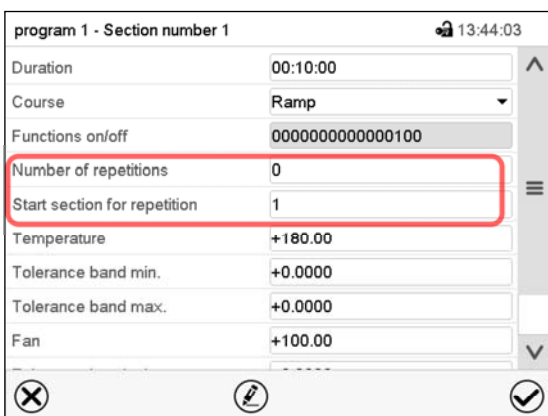 program 1 - Section number 1 13:44:03
Duration 00:10:00
Course Ramp
Functions on/off 0000000000000100
Number of repetitions 0
Start section for repetition 1
Temperature +180.00
Tolerance band min. +0.0000
Tolerance band max. +0.0000
Fan +100.00